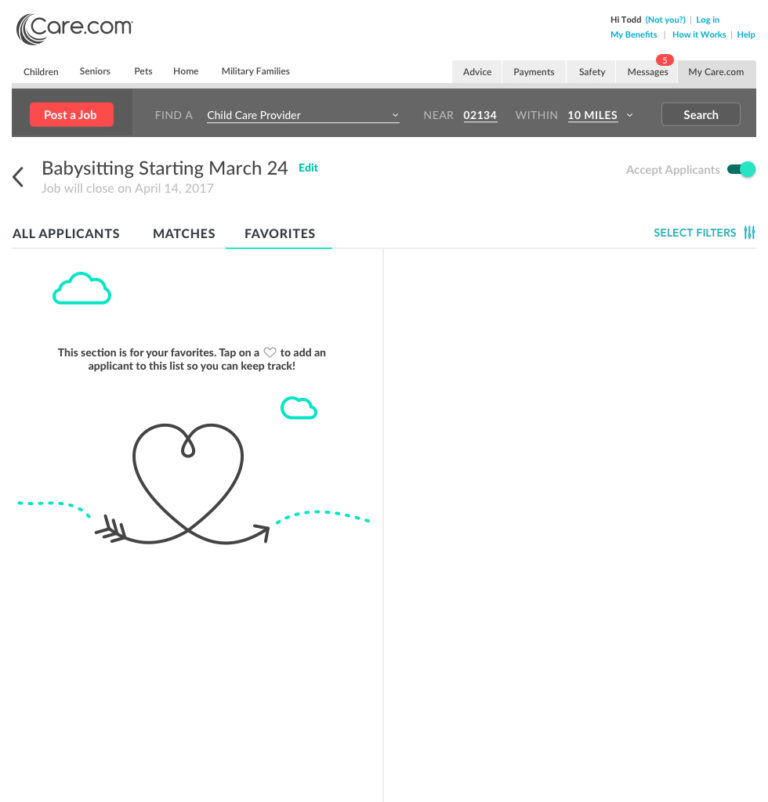 Care.com
Hi Todd (Not you?) | Log in
My Benefits | How it Works | Help
Children Seniors Pets Home Military Families Advice Payments Safety Messages 5 My Care.com
Post a Job FIND A Child Care Provider NEAR 02134 WITHIN 10 MILES Search
Babysitting Starting March 24 Edit
Accept Applicants
Job will close on April 14, 2017
ALL APPLICANTS MATCHES FAVORITES SELECT FILTERS
This section is for your favorites. Tap on a ♡ to add an
applicant to this list so you can keep track!